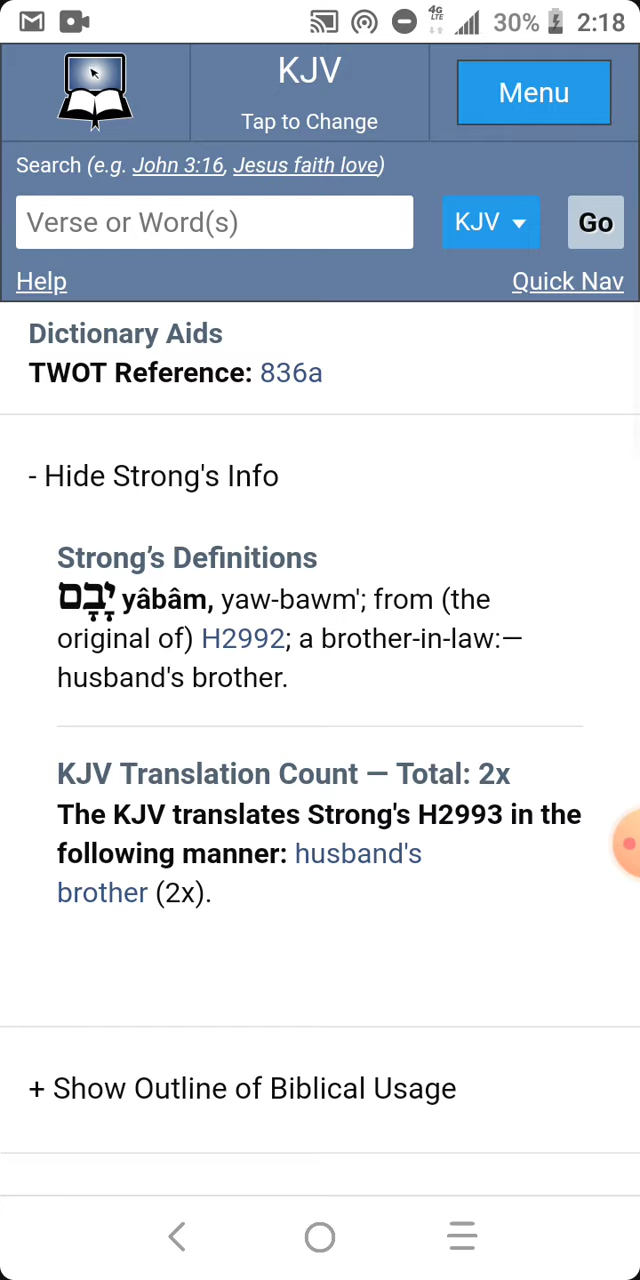 4G
LTE
30% 2:18
KJV
Tap to Change
Menu
Search (e.g. John 3:16, Jesus faith love)
Verse or Word(s)
KJV
Go
Help
Quick Nav
Dictionary Aids
TWOT Reference: 836a
- Hide Strong's Info
Strong’s Definitions
יָבָם yâbâm, yaw-bawm'; from (the
original of) H2992; a brother-in-law:—
husband's brother.
KJV Translation Count — Total: 2x
The KJV translates Strong's H2993 in the
following manner: husband's
brother (2x).
+ Show Outline of Biblical Usage